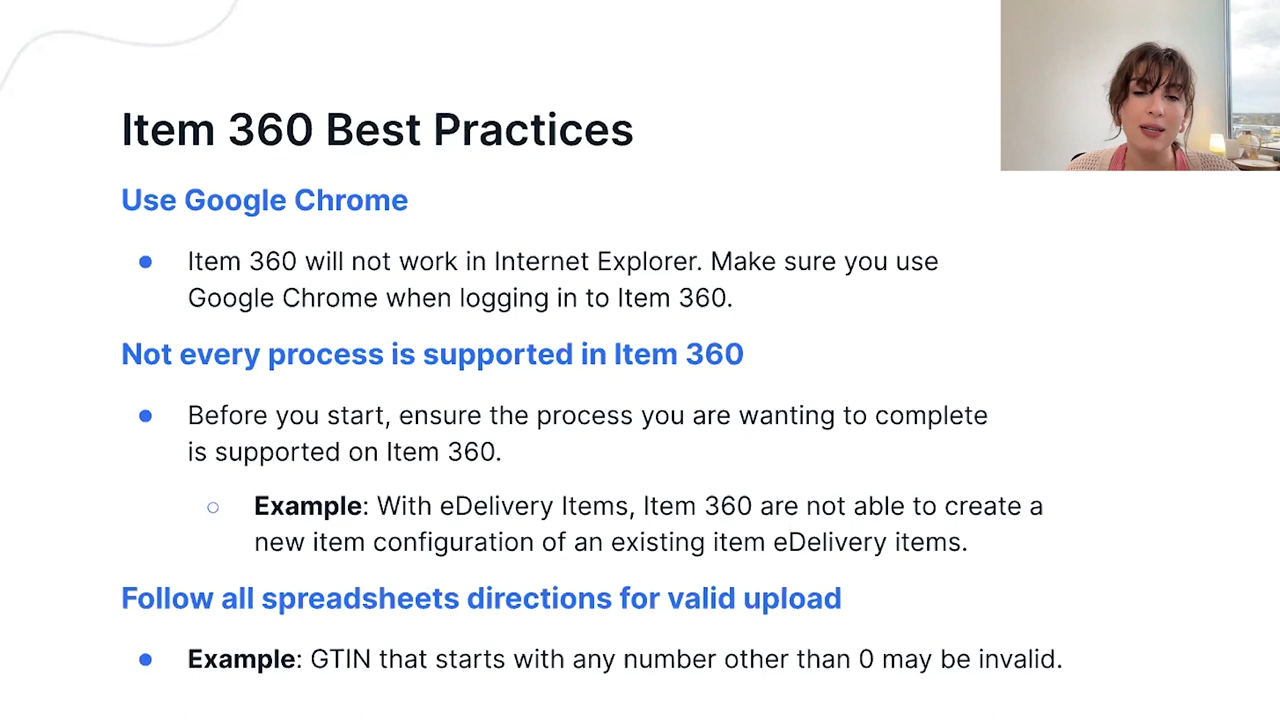 Item 360 Best Practices
Use Google Chrome
● Item 360 will not work in Internet Explorer. Make sure you use
Google Chrome when logging in to Item 360.
Not every process is supported in Item 360
● Before you start, ensure the process you are wanting to complete
is supported on Item 360.
○ Example: With eDelivery Items, Item 360 are not able to create a
new item configuration of an existing item eDelivery items.
Follow all spreadsheets directions for valid upload
● Example: GTIN that starts with any number other than 0 may be invalid.